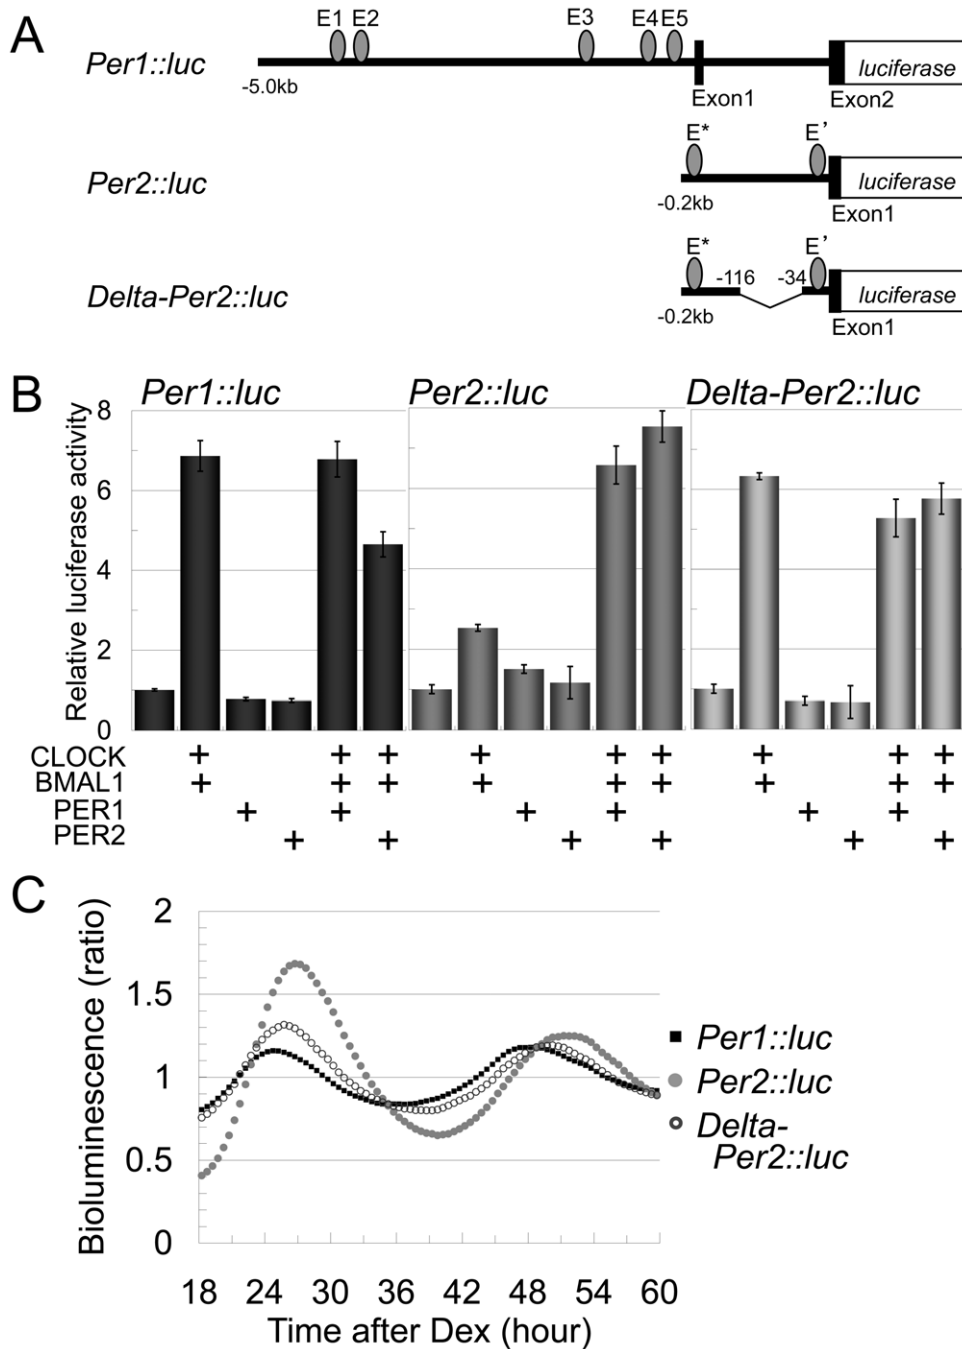 A
E1 E2 E3 E4 E5
Per1::luc
luciferase
-5.0kb
Exon1 Exon2
E* E’
Per2::luc
luciferase
-0.2kb
Exon1
E* E’
-116 -34
Delta-Per2::luc
luciferase
-0.2kb
Exon1
B
Per1::luc Per2::luc Delta-Per2::luc
Relative luciferase activity
8
6
4
2
0
CLOCK + + + + + + + + +
BMAL1 + + + + + + + + +
PER1 + + + + + +
PER2 + + + + + +
C
Bioluminescence (ratio)
2
1.5
1
0.5
0
18 24 30 36 42 48 54 60
Time after Dex (hour)
Per1::luc
Per2::luc
Delta-
Per2::luc